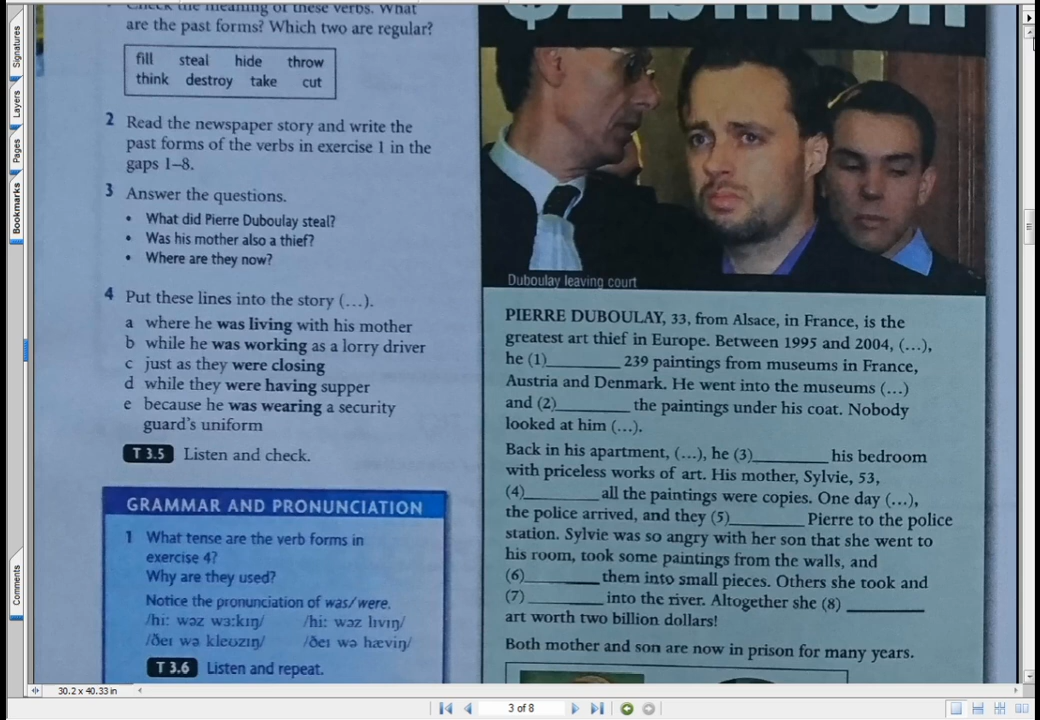 Signatures
Layers
Pages
Bookmarks
Comments
Check the meaning of these verbs. What
are the past forms? Which two are regular?
fill steal hide throw
think destroy take cut
2 Read the newspaper story and write the
past forms of the verbs in exercise 1 in the
gaps 1–8.
3 Answer the questions.
• What did Pierre Duboulay steal?
• Was his mother also a thief?
• Where are they now?
4 Put these lines into the story (…).
a where he was living with his mother
b while he was working as a lorry driver
c just as they were closing
d while they were having supper
e because he was wearing a security
guard's uniform
T 3.5 Listen and check.
GRAMMAR AND PRONUNCIATION
1 What tense are the verb forms in
exercise 4?
Why are they used?
Notice the pronunciation of was/were.
/hiː wəz wɜːkɪŋ/ /hiː wəz lɪvɪŋ/
/ðeɪ wə kləʊzɪŋ/ /ðeɪ wə hævɪŋ/
T 3.6 Listen and repeat.
$2 billion
Duboulay leaving court
PIERRE DUBOULAY, 33, from Alsace, in France, is the
greatest art thief in Europe. Between 1995 and 2004, (…),
he (1)________ 239 paintings from museums in France,
Austria and Denmark. He went into the museums (…)
and (2)________ the paintings under his coat. Nobody
looked at him (…).
Back in his apartment, (…), he (3)________ his bedroom
with priceless works of art. His mother, Sylvie, 53,
(4)________ all the paintings were copies. One day (…),
the police arrived, and they (5)________ Pierre to the police
station. Sylvie was so angry with her son that she went to
his room, took some paintings from the walls, and
(6)________ them into small pieces. Others she took and
(7)________ into the river. Altogether she (8)________
art worth two billion dollars!
Both mother and son are now in prison for many years.
30.2 x 40.33 in
3 of 8